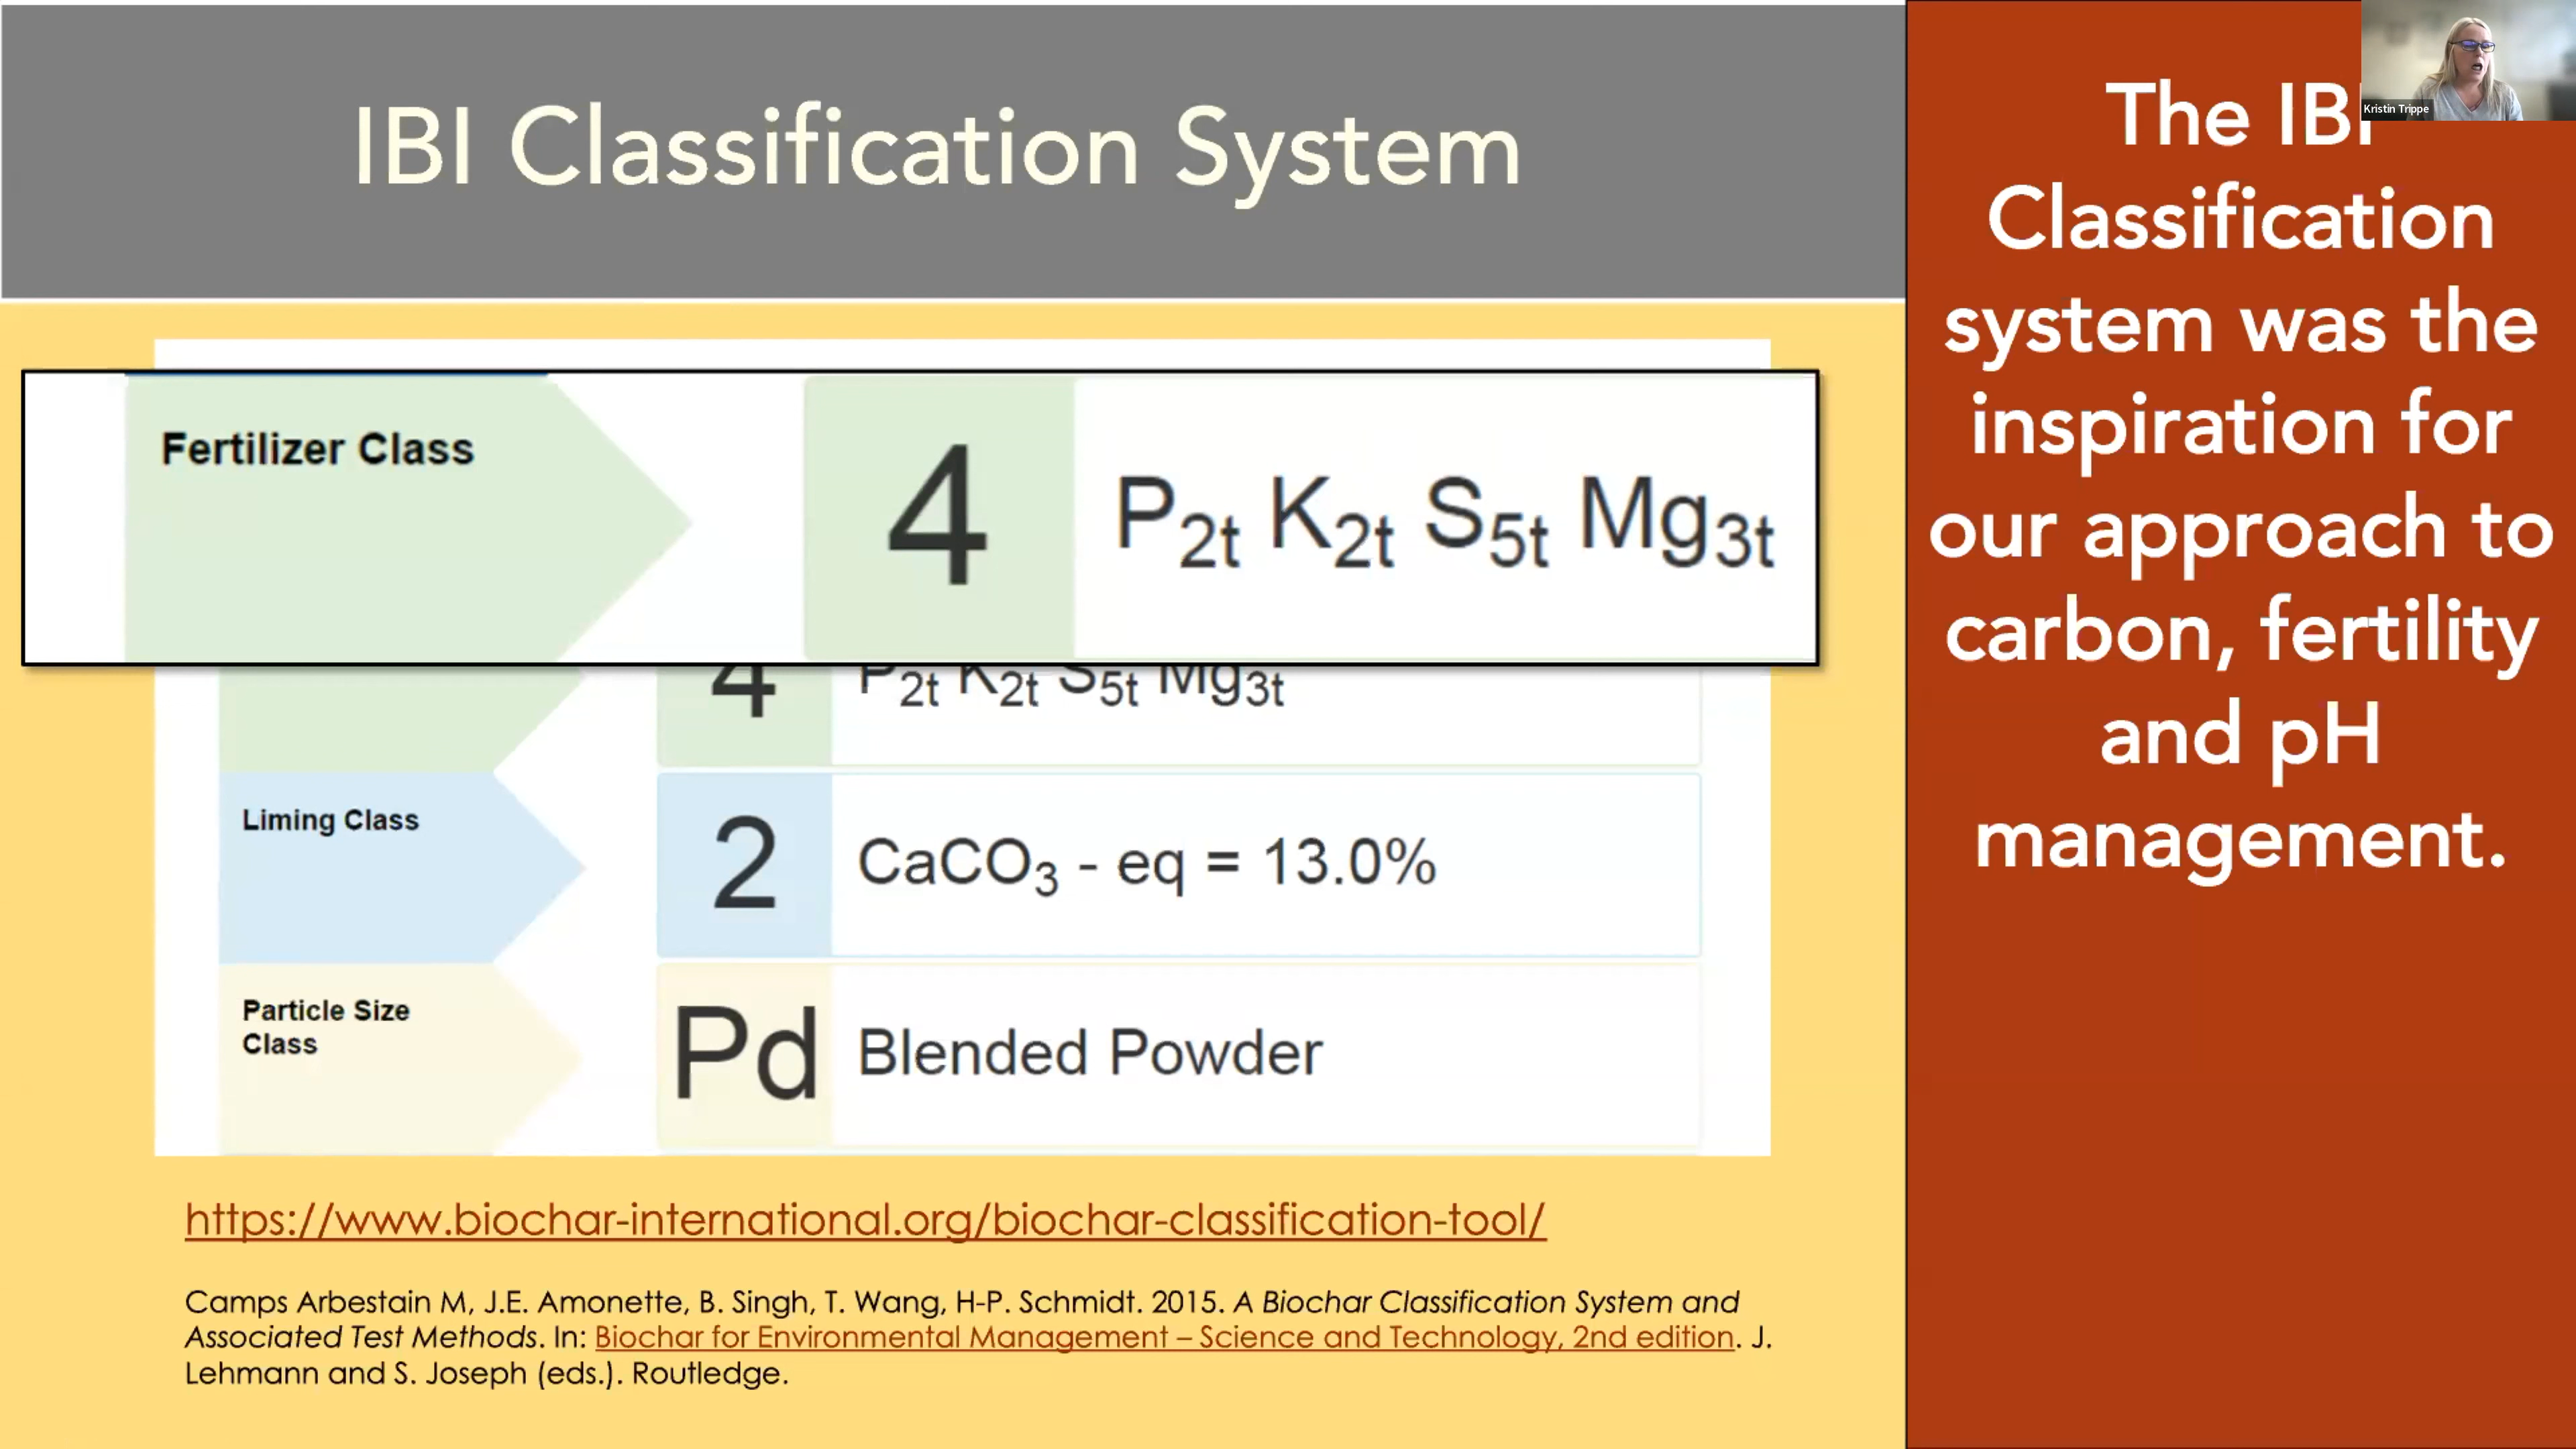 IBI Classification System
Fertilizer Class
4
P2t K2t S5t Mg3t
4
P2t K2t S5t Mg3t
Liming Class
2
CaCO3 - eq = 13.0%
Particle Size
Class
Pd
Blended Powder
https://www.biochar-international.org/biochar-classification-tool/
Camps Arbestain M, J.E. Amonette, B. Singh, T. Wang, H-P. Schmidt. 2015. A Biochar Classification System and
Associated Test Methods. In: Biochar for Environmental Management – Science and Technology, 2nd edition. J.
Lehmann and S. Joseph (eds.). Routledge.
The IBI
Classification
system was the
inspiration for
our approach to
carbon, fertility
and pH
management.
Kristin Trippe